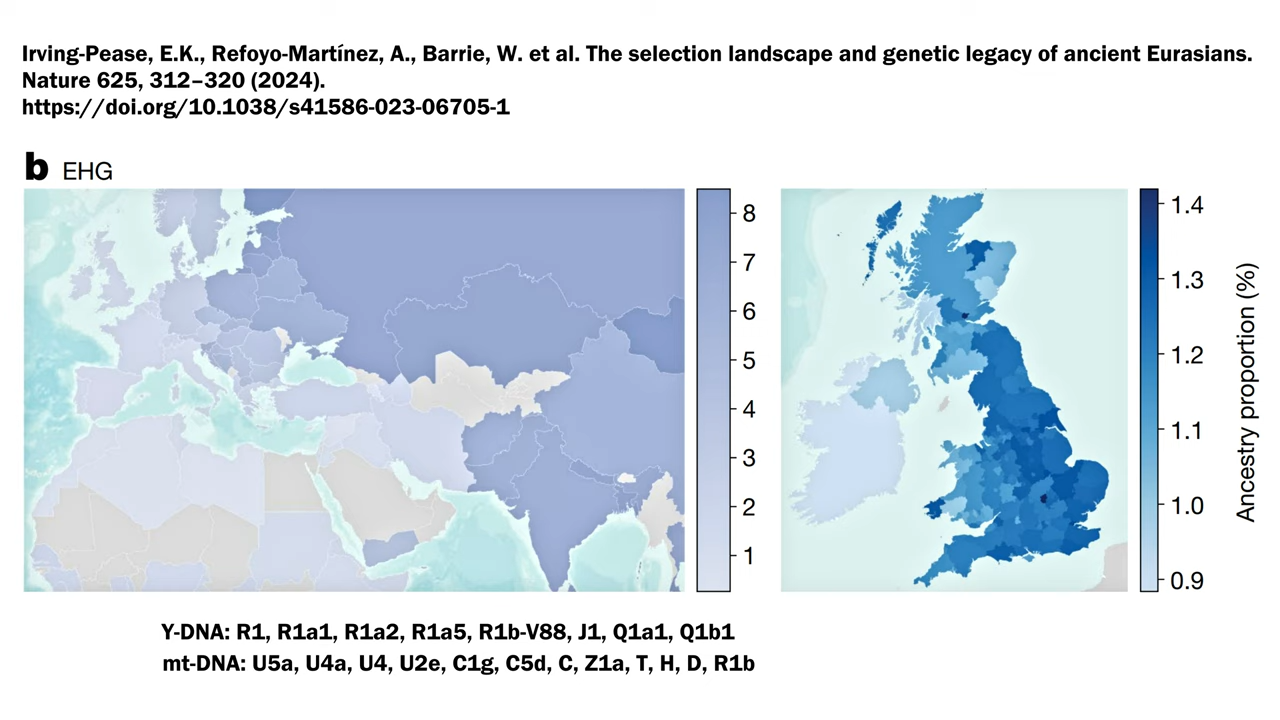 Irving-Pease, E.K., Refoyo-Martínez, A., Barrie, W. et al. The selection landscape and genetic legacy of ancient Eurasians.
Nature 625, 312–320 (2024).
https://doi.org/10.1038/s41586-023-06705-1
b EHG
8
7
6
5
4
3
2
1
1.4
1.3
1.2
1.1
1.0
0.9
Ancestry proportion (%)
Y-DNA: R1, R1a1, R1a2, R1a5, R1b-V88, J1, Q1a1, Q1b1
mt-DNA: U5a, U4a, U4, U2e, C1g, C5d, C, Z1a, T, H, D, R1b